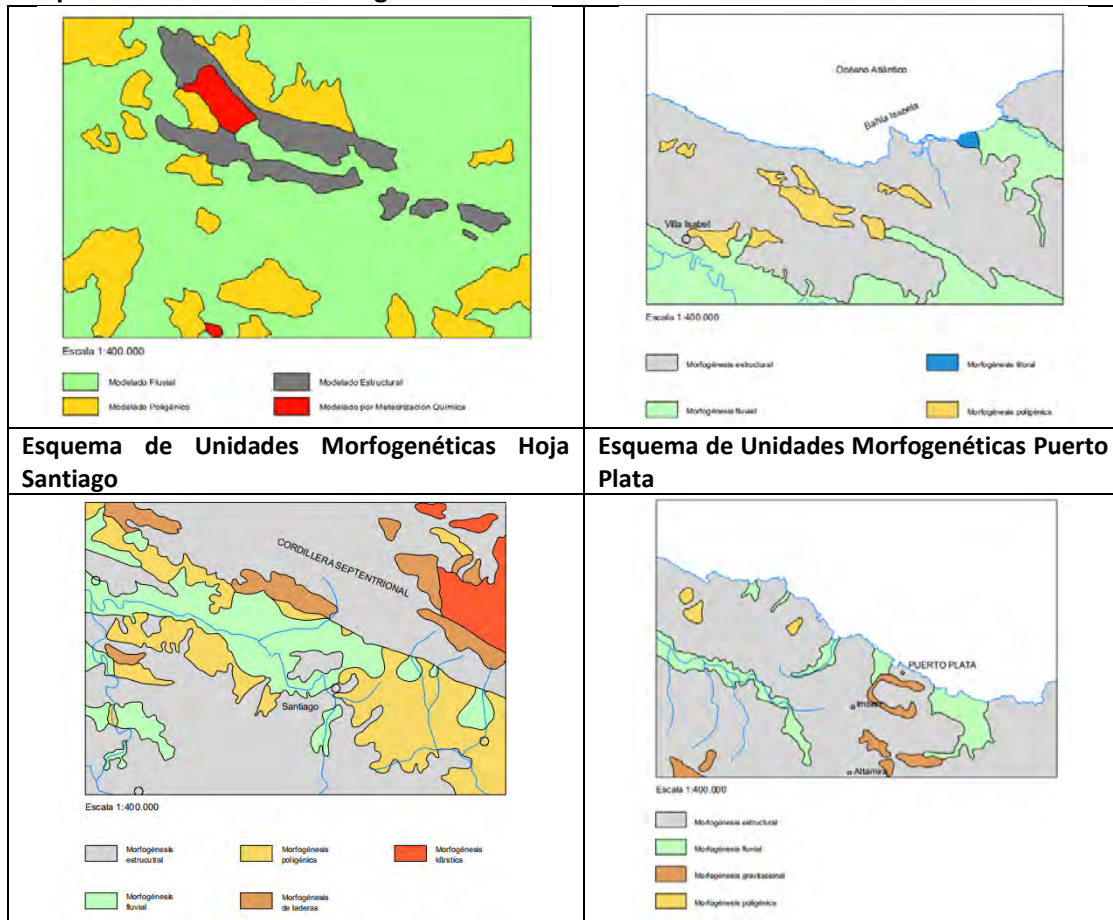 Escala 1:400.000
Modelado Fluvial
Modelado Estructural
Modelado Poligénico
Modelado por Meteorización Química
Océano Atlántico
Bahía Isabela
Villa Isabel
Escala 1:400.000
Morfogénesis estructural
Morfogénesis litoral
Morfogénesis fluvial
Morfogénesis poligénica
Esquema de Unidades Morfogenéticas Hoja
Santiago
Esquema de Unidades Morfogenéticas Puerto
Plata
CORDILLERA SEPTENTRIONAL
Santiago
Escala 1:400.000
Morfogénesis
estrucutral
Morfogénesis
poligénica
Morfogénesis
kárstica
Morfogénesis
fluvial
Morfogénesis
de laderas
PUERTO PLATA
Imbert
Altamira
Escala 1:400.000
Morfogénesis estructural
Morfogénesis fluvial
Morfogénesis gravitacional
Morfogénesis poligénica